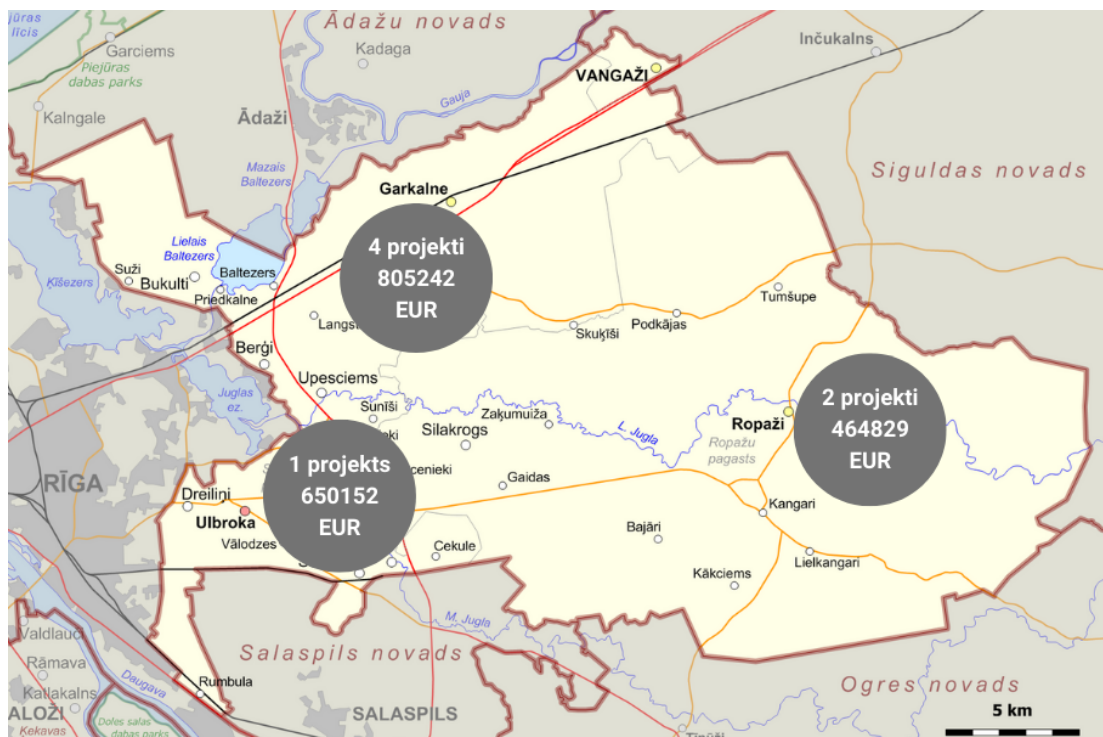 jūras
līcis
Garciems
Piejūras
dabas parks
Kalngale
Ādažu novads
Kadaga
Gauja
Ādaži
Mazais
Baltezers
VANGAŽI
Inčukalns
Siguldas novads
Garkalne
4 projekti
805242
EUR
Lielais
Baltezers
Ķīšezers
Suži
Bukulti
Baltezers
Priedkalne
Tumšupe
Podkājas
Skuķīši
Berģi
Juglas
ez.
Upesciems
Sunīši
Zaķumuiža
Silakrogs
L. Jugla
Ropaži
Ropažu
pagasts
2 projekti
464829
EUR
1 projekts
650152
EUR
Gaidas
RĪGA
Dreiliņi
Ulbroka
Vālodzes
Cekule
Kangari
Bajāri
Lielkangari
Kākciems
M. Jugla
Valdlauči
Rāmava
Katlakalns
Daugava
Doles salas
dabas parks
Ķekavas
Rumbula
Salaspils novads
SALASPILS
Ogres novads
5 km